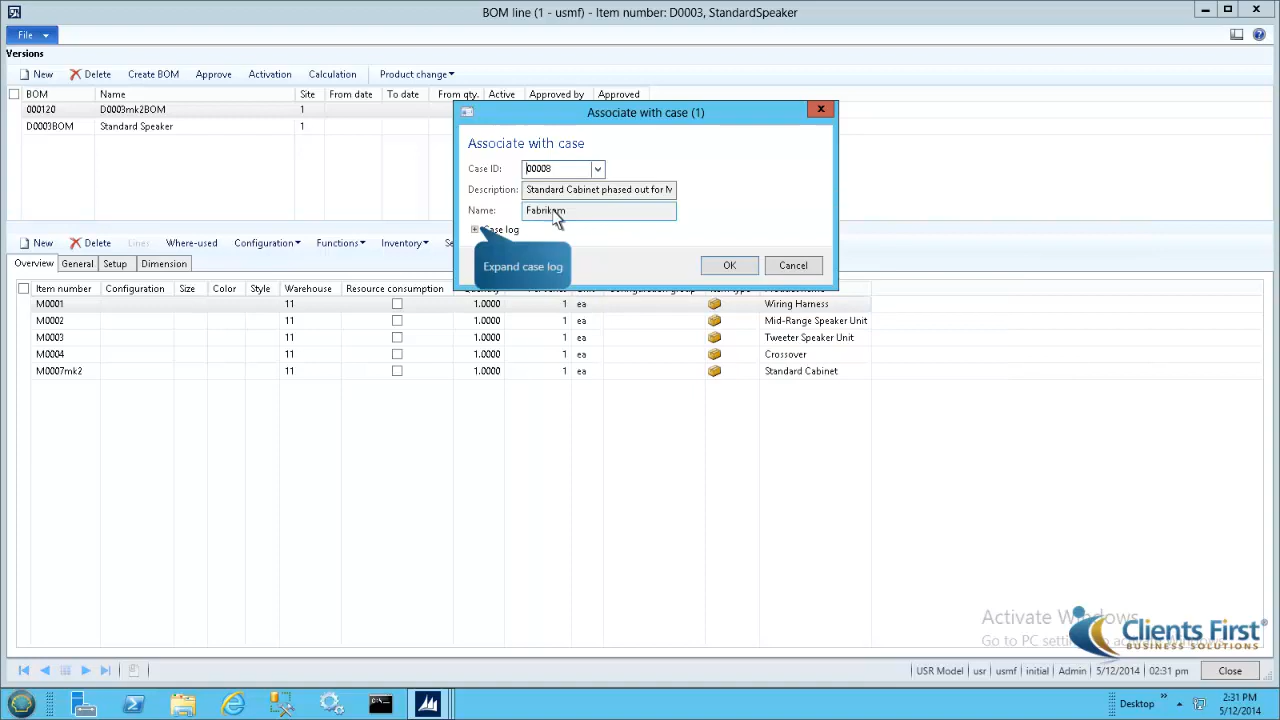 BOM line (1 - usmf) - Item number: D0003, StandardSpeaker
File
Versions
New Delete Create BOM Approve Activation Calculation Product change
BOM Name Site From date To date From qty. Active Approved by Approved
000120 D0003mk2BOM 1
D0003BOM Standard Speaker 1
Associate with case (1)
Associate with case
Case ID: 00008
Description: Standard Cabinet phased out for M
Name: Fabrikam
Case log
Expand case log
OK Cancel
New Delete Lines Where-used Configuration Functions Inventory
Overview General Setup Dimension
Item number Configuration Size Color Style Warehouse Resource consumption
M0001 11 1.0000 1 ea Wiring Harness
M0002 11 1.0000 1 ea Mid-Range Speaker Unit
M0003 11 1.0000 1 ea Tweeter Speaker Unit
M0004 11 1.0000 1 ea Crossover
M0007mk2 11 1.0000 1 ea Standard Cabinet
Activate Windows
Go to PC
Clients First®
BUSINESS SOLUTIONS
USR Model usr usmf initial Admin 5/12/2014 02:31 pm Close
Desktop
2:31 PM
5/12/2014